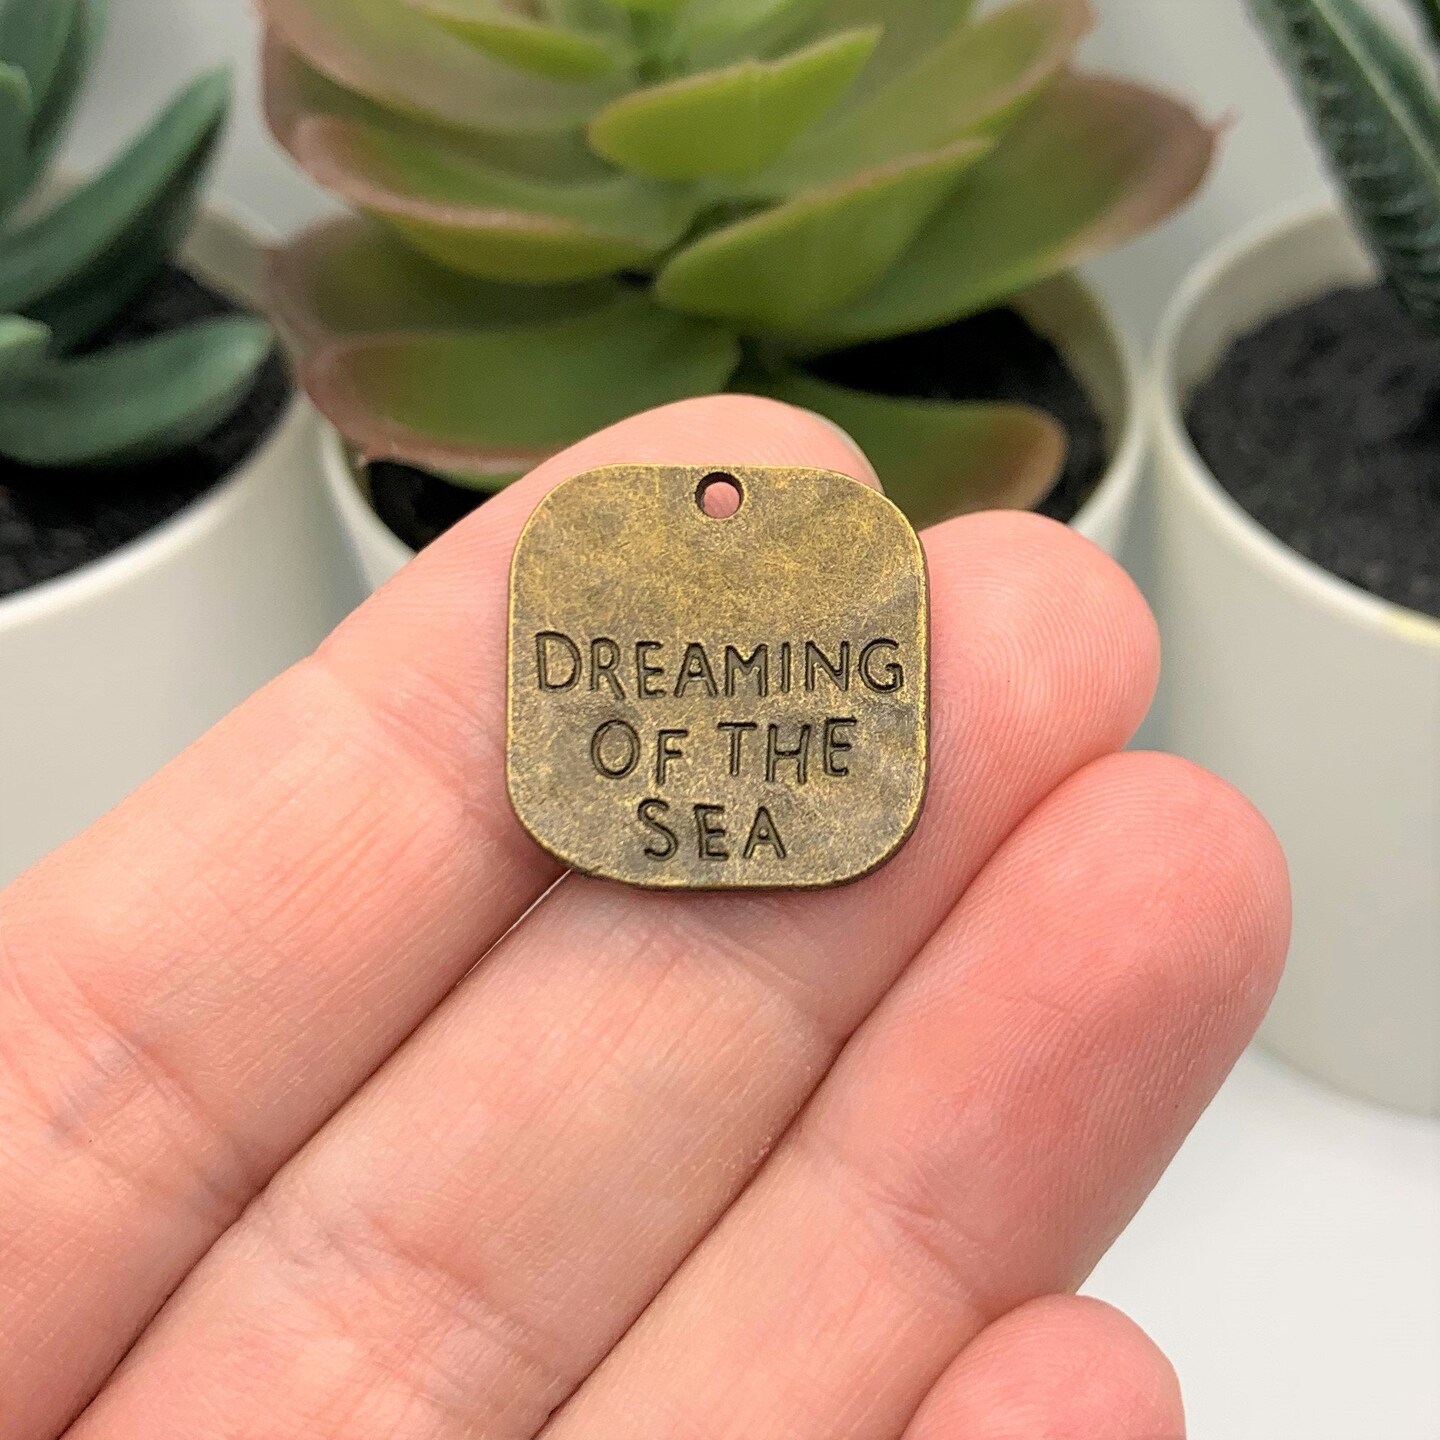 DREAMING
OF THE
SEA